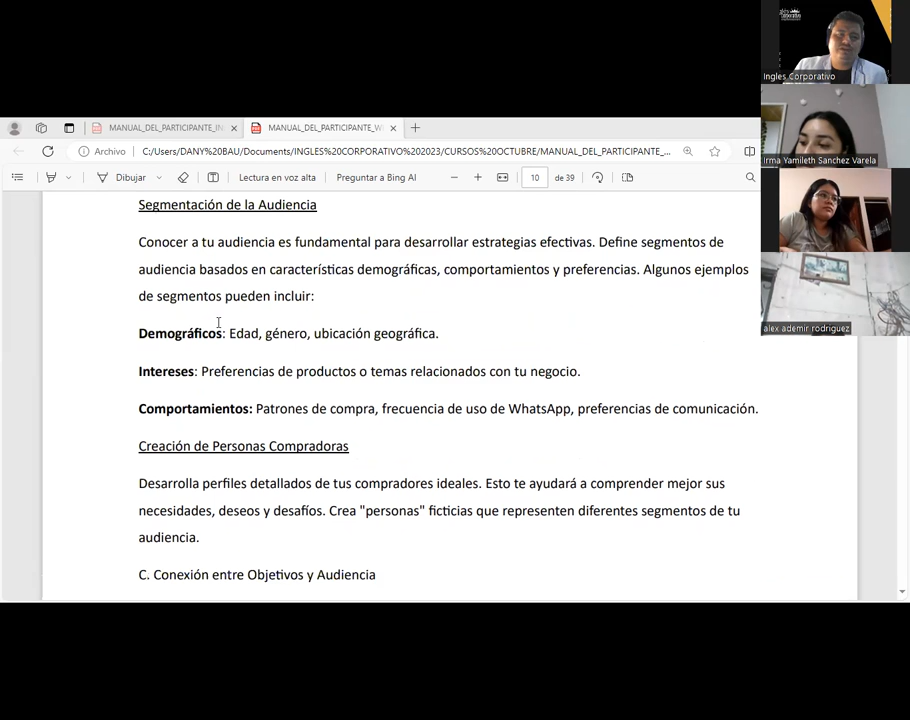 Ingles Corporativo
MANUAL_DEL_PARTICIPANTE_IN
MANUAL_DEL_PARTICIPANTE_W
Archivo
C:/Users/DANY%20BAU/Documents/INGLES%20CORPORATIVO%202023/CURSOS%20OCTUBRE/MANUAL_DEL_PARTICIPANTE_...
Irma Yamileth Sanchez Varela
Dibujar
Lectura en voz alta
Preguntar a Bing AI
10
de 39
Segmentación de la Audiencia
Conocer a tu audiencia es fundamental para desarrollar estrategias efectivas. Define segmentos de
audiencia basados en características demográficas, comportamientos y preferencias. Algunos ejemplos
de segmentos pueden incluir:
alex ademir rodriguez
Demográficos: Edad, género, ubicación geográfica.
Intereses: Preferencias de productos o temas relacionados con tu negocio.
Comportamientos: Patrones de compra, frecuencia de uso de WhatsApp, preferencias de comunicación.
Creación de Personas Compradoras
Desarrolla perfiles detallados de tus compradores ideales. Esto te ayudará a comprender mejor sus
necesidades, deseos y desafíos. Crea "personas" ficticias que representen diferentes segmentos de tu
audiencia.
C. Conexión entre Objetivos y Audiencia